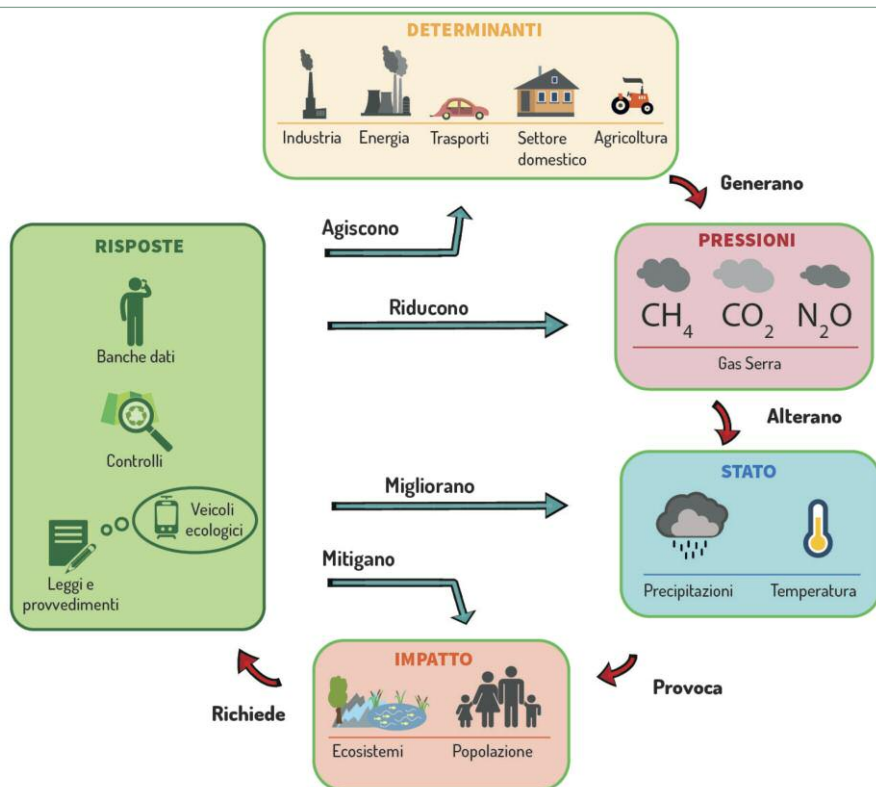 DETERMINANTI
Industria
Energia
Trasporti
Settore
domestico
Agricoltura
Generano
PRESSIONI
CH4
CO2
N2O
Gas Serra
Alterano
STATO
Precipitazioni
Temperatura
Provoca
IMPATTO
Ecosistemi
Popolazione
Richiede
RISPOSTE
Banche dati
Controlli
Veicoli
ecologici
Leggi e
provvedimenti
Agiscono
Riducono
Migliorano
Mitigano